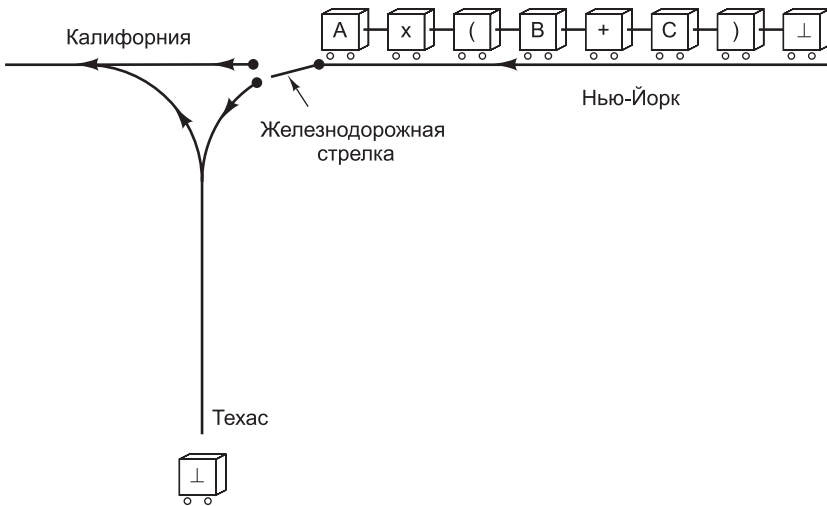 A x ( B + C ) ⊥
Калифорния
Нью-Йорк
Железнодорожная
стрелка
Техас
⊥